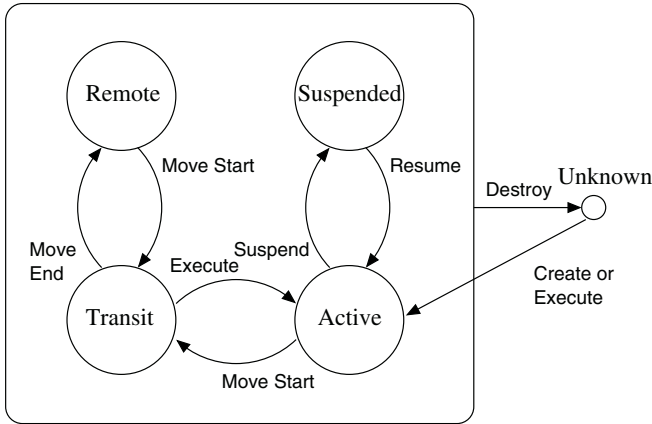 Remote
Suspended
Move Start
Resume
Unknown
Destroy
Move
End
Execute
Suspend
Create or
Execute
Transit
Active
Move Start